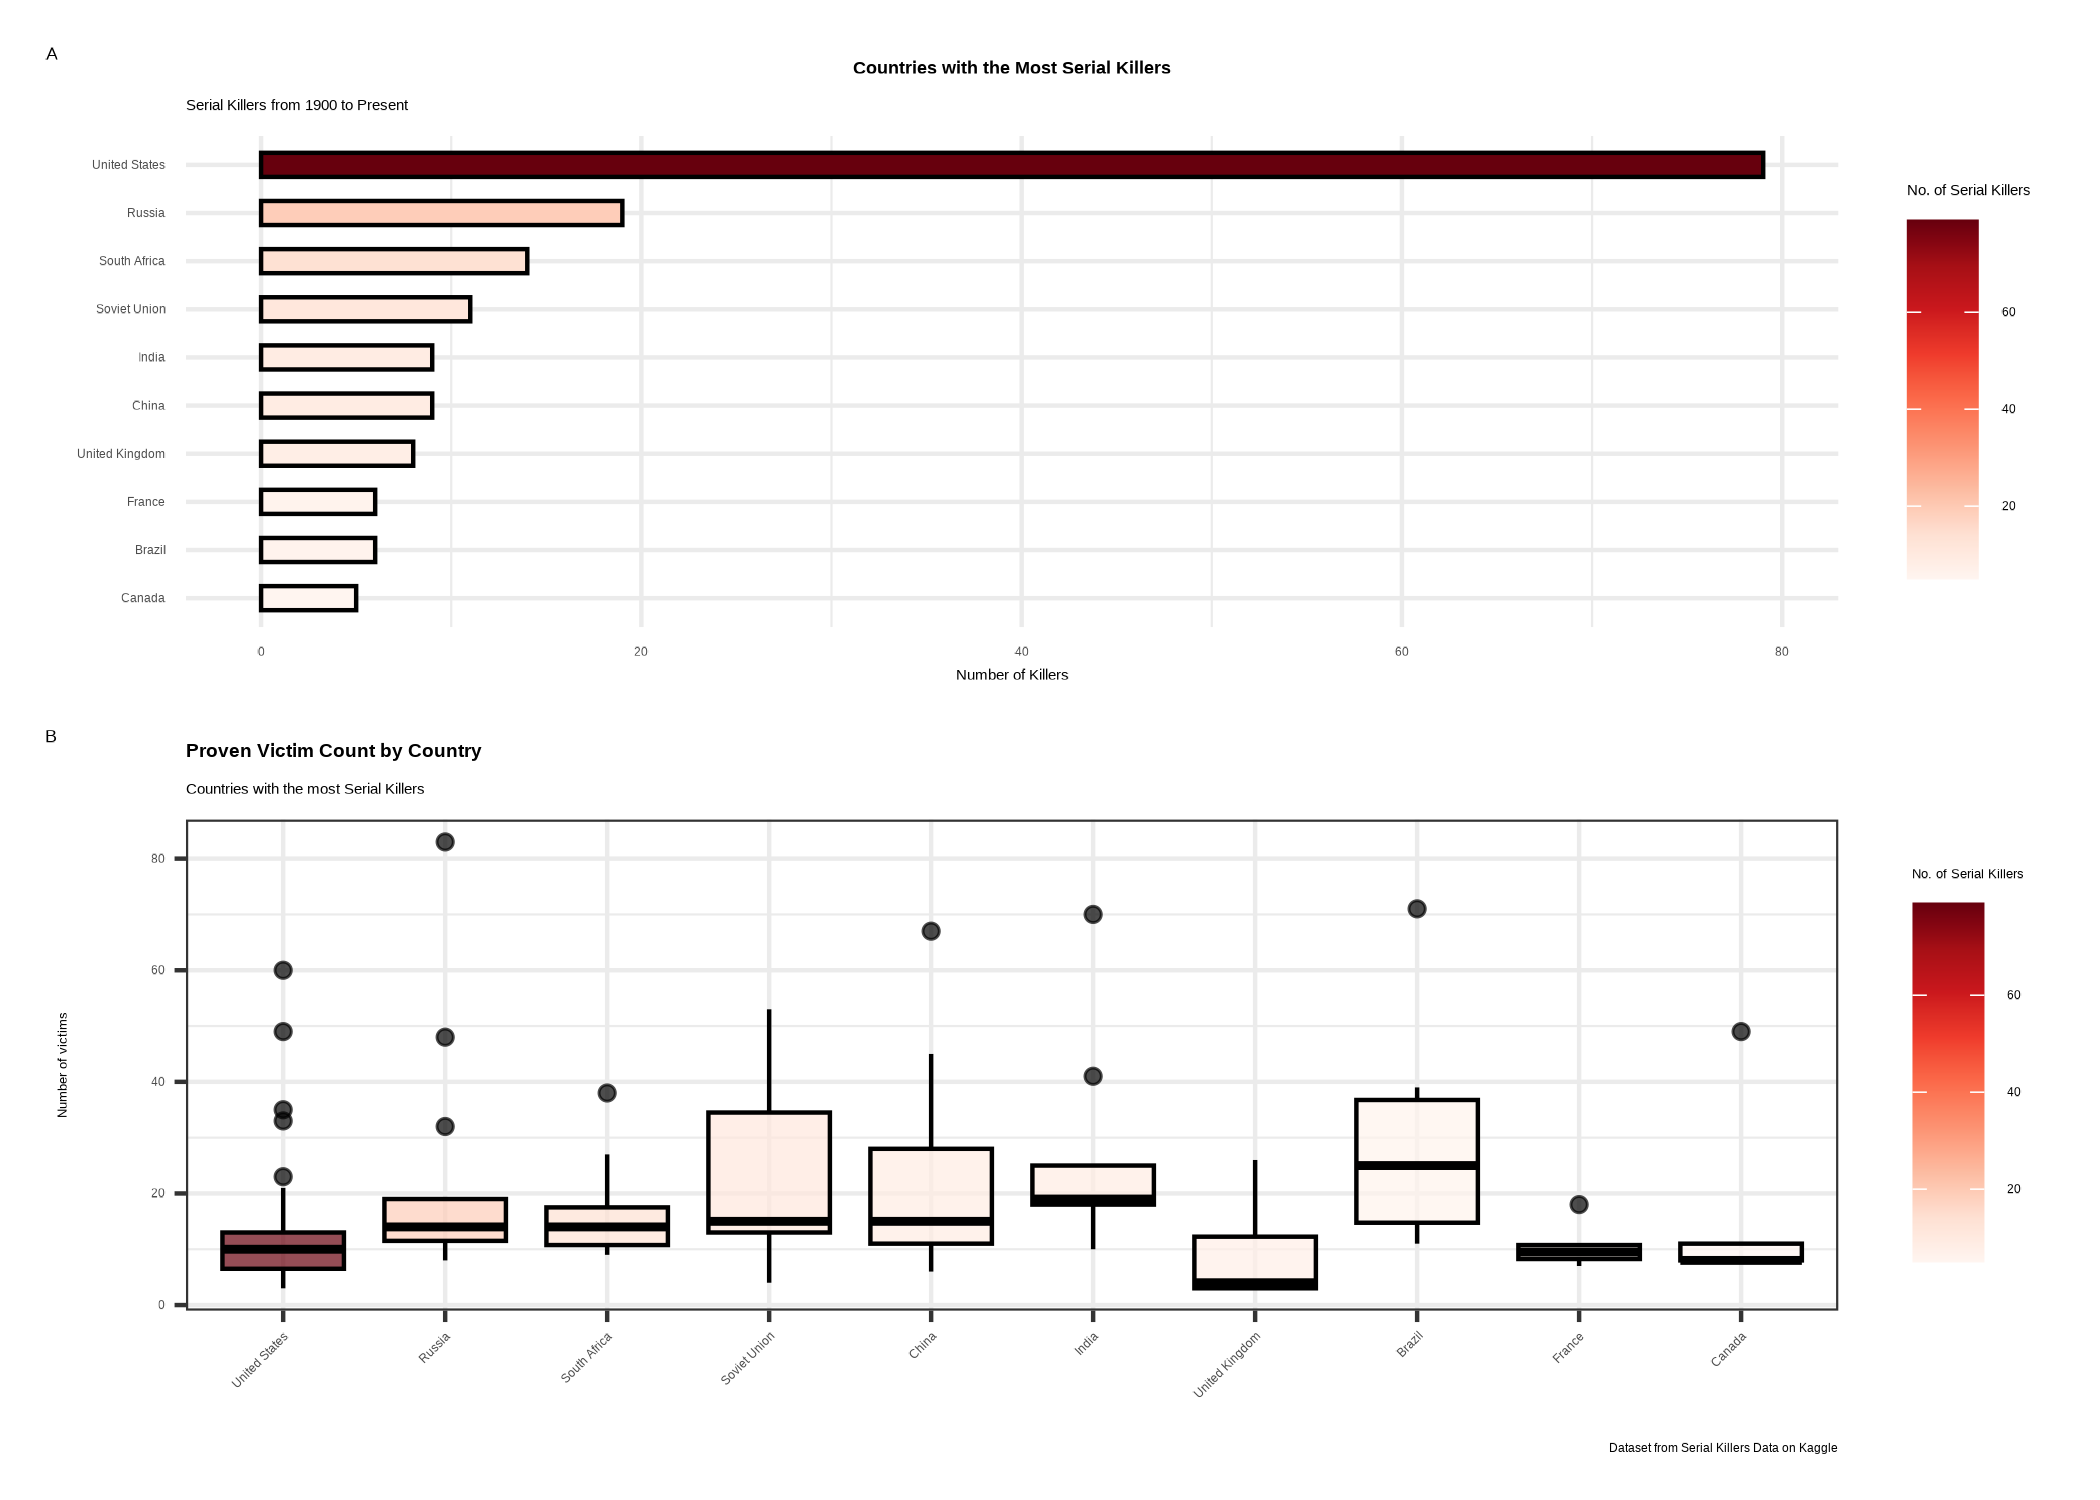 A
Countries with the Most Serial Killers
Serial Killers from 1900 to Present
United States
Russia
South Africa
Soviet Union
India
China
United Kingdom
France
Brazil
Canada
0 20 40 60 80
Number of Killers
No. of Serial Killers
60
40
20
B
Proven Victim Count by Country
Countries with the most Serial Killers
Number of victims
80
60
40
20
0
United States
Russia
South Africa
Soviet Union
China
India
United Kingdom
Brazil
France
Canada
No. of Serial Killers
60
40
20
Dataset from Serial Killers Data on Kaggle